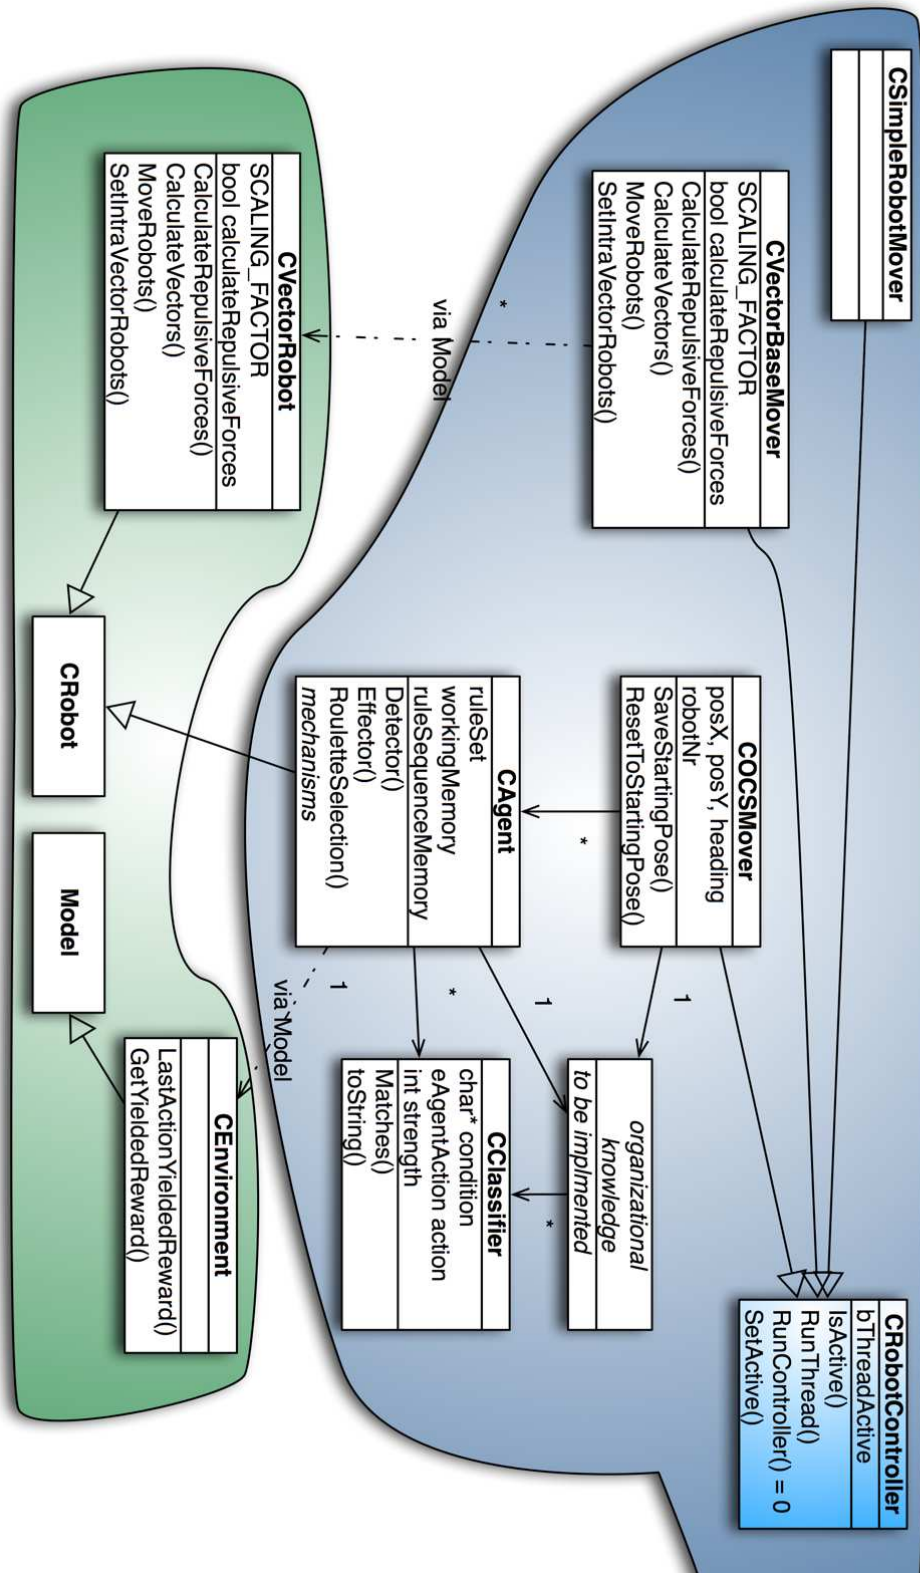 CSimpleRobotMover
CVectorBaseMover
SCALING_FACTOR
bool calculateRepulsiveForces
CalculateRepulsiveForces()
CalculateVectors()
MoveRobots()
SetIntraVectorRobots()
COCSMover
posX, posY, heading
robotNr
SaveStartingPose()
ResetToStartingPose()
CRobotController
bThreadActive
IsActive()
RunThread()
RunController() = 0
SetActive()
*
via Model
*
1
organizational
knowledge
to be implmented
CAgent
ruleSet
workingMemory
ruleSequenceMemory
Detector()
Effector()
RouletteSelection()
mechanisms
1
*
1
via Model
*
CClassifier
char* condition
eAgentAction action
int strength
Matches()
toString()
CVectorRobot
SCALING_FACTOR
bool calculateRepulsiveForces
CalculateRepulsiveForces()
CalculateVectors()
MoveRobots()
SetIntraVectorRobots()
CRobot
Model
CEnvironment
LastActionYieldedReward()
GetYieldedReward()